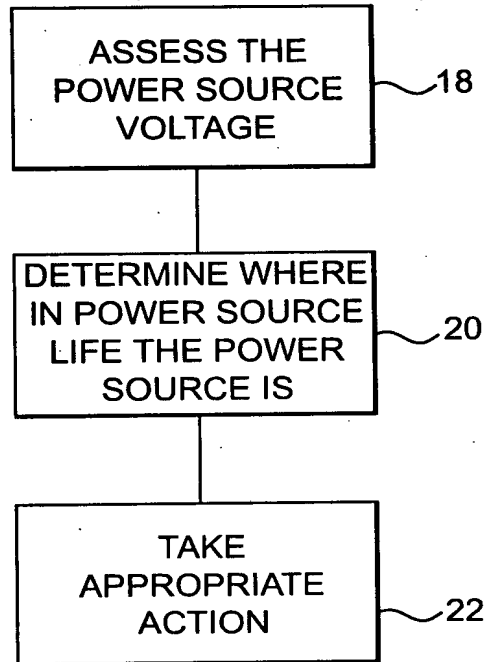 ASSESS THE
POWER SOURCE
VOLTAGE
18
DETERMINE WHERE
IN POWER SOURCE
LIFE THE POWER
SOURCE IS
20
TAKE
APPROPRIATE
ACTION
22